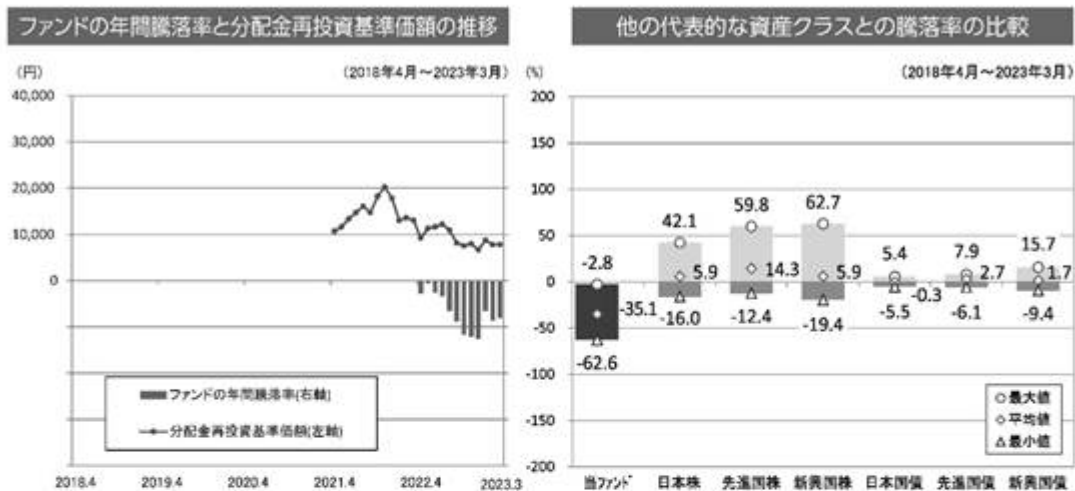 ファンドの年間騰落率と分配金再投資基準価額の推移
(円)
(2018年4月～2023年3月)
40,000
30,000
20,000
10,000
0
ファンドの年間騰落率(右軸)
分配金再投資基準価額(左軸)
2018.4 2019.4 2020.4 2021.4 2022.4 2023.3
他の代表的な資産クラスとの騰落率の比較
(%)
(2018年4月～2023年3月)
200
150
100
50
0
-50
-100
-150
-200
42.1 59.8 62.7
-2.8 5.4 7.9 15.7
5.9 14.3 5.9 2.7 1.7
-0.3
-35.1 -16.0 -12.4 -19.4 -5.5 -6.1 -9.4
-62.6
最大値
平均値
最小値
当ファンド 日本株 先進国株 新興国株 日本国債 先進国債 新興国債